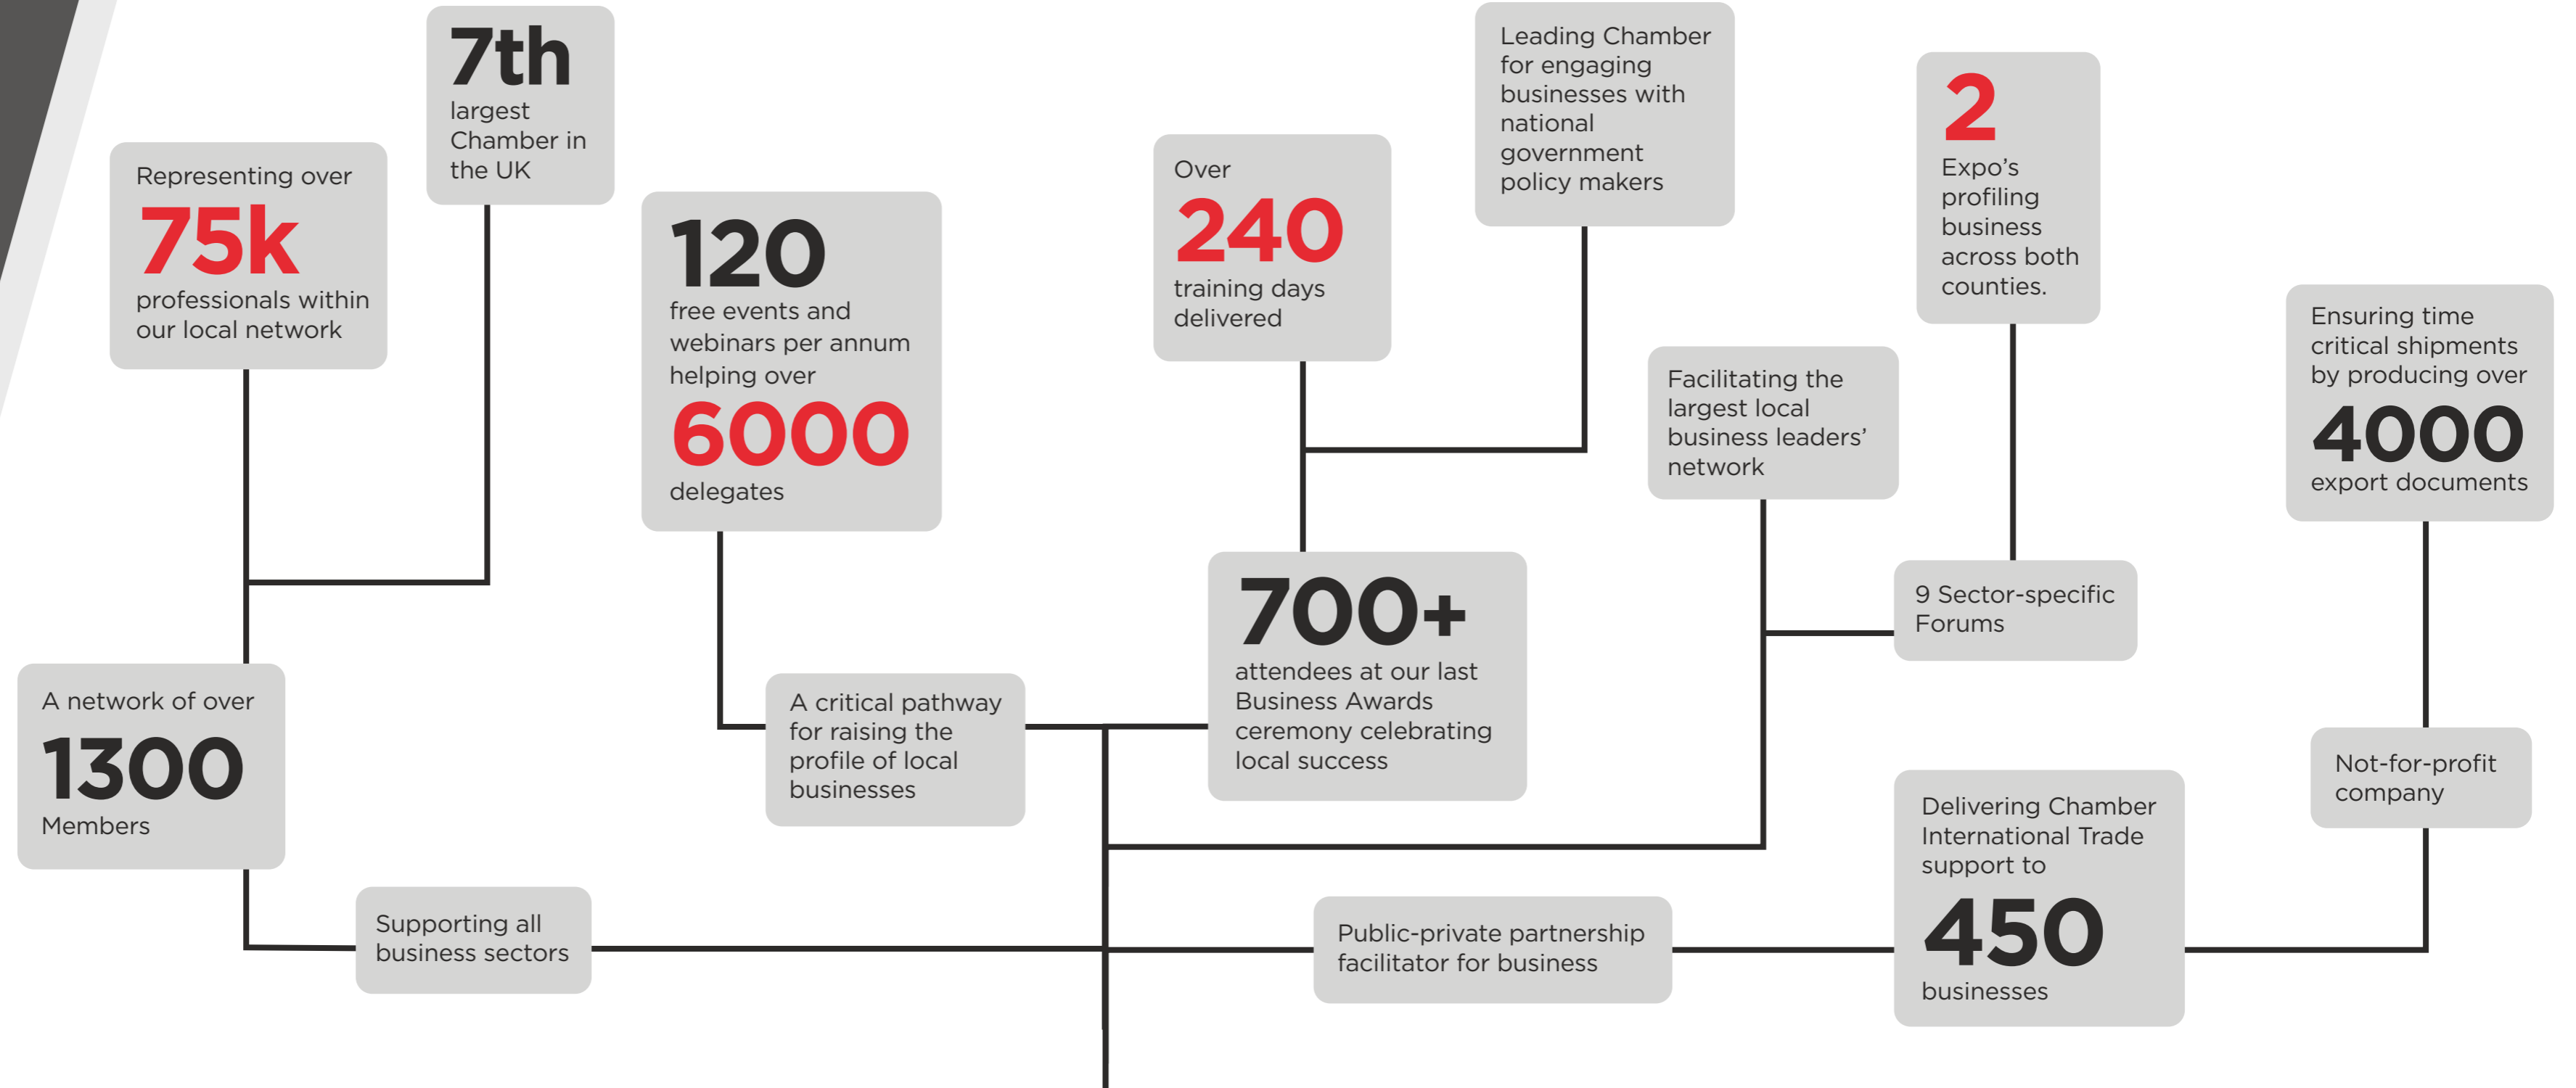 7th
largest
Chamber in
the UK
Representing over
75k
professionals within
our local network
120
free events and
webinars per annum
helping over
6000
delegates
Over
240
training days
delivered
Leading Chamber
for engaging
businesses with
national
government
policy makers
2
Expo’s
profiling
business
across both
counties.
Facilitating the
largest local
business leaders’
network
Ensuring time
critical shipments
by producing over
4000
export documents
A network of over
1300
Members
A critical pathway
for raising the
profile of local
businesses
700+
attendees at our last
Business Awards
ceremony celebrating
local success
9 Sector-specific
Forums
Not-for-profit
company
Supporting all
business sectors
Public-private partnership
facilitator for business
Delivering Chamber
International Trade
support to
450
businesses